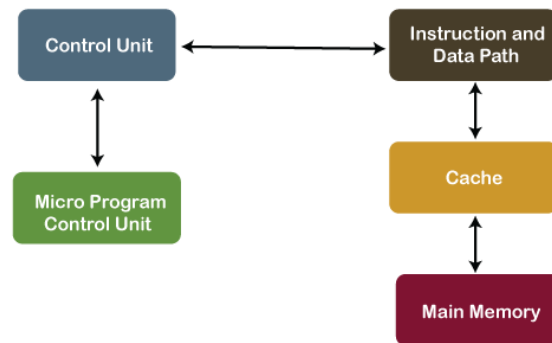 Control Unit
Instruction and
Data Path
Micro Program
Control Unit
Cache
Main Memory